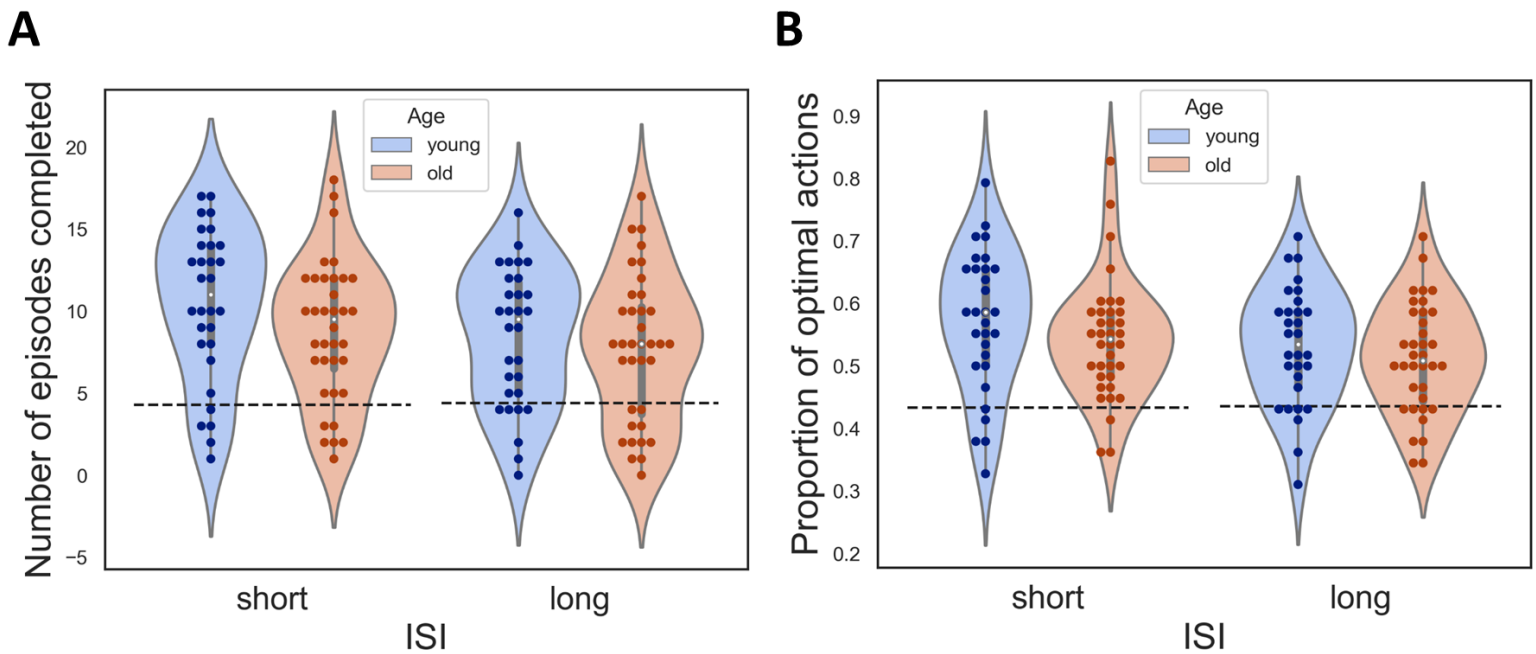 A
Number of episodes completed
20
15
10
5
0
−5
Age
young
old
short
long
ISI
B
Proportion of optimal actions
0.9
0.8
0.7
0.6
0.5
0.4
0.3
0.2
Age
young
old
short
long
ISI